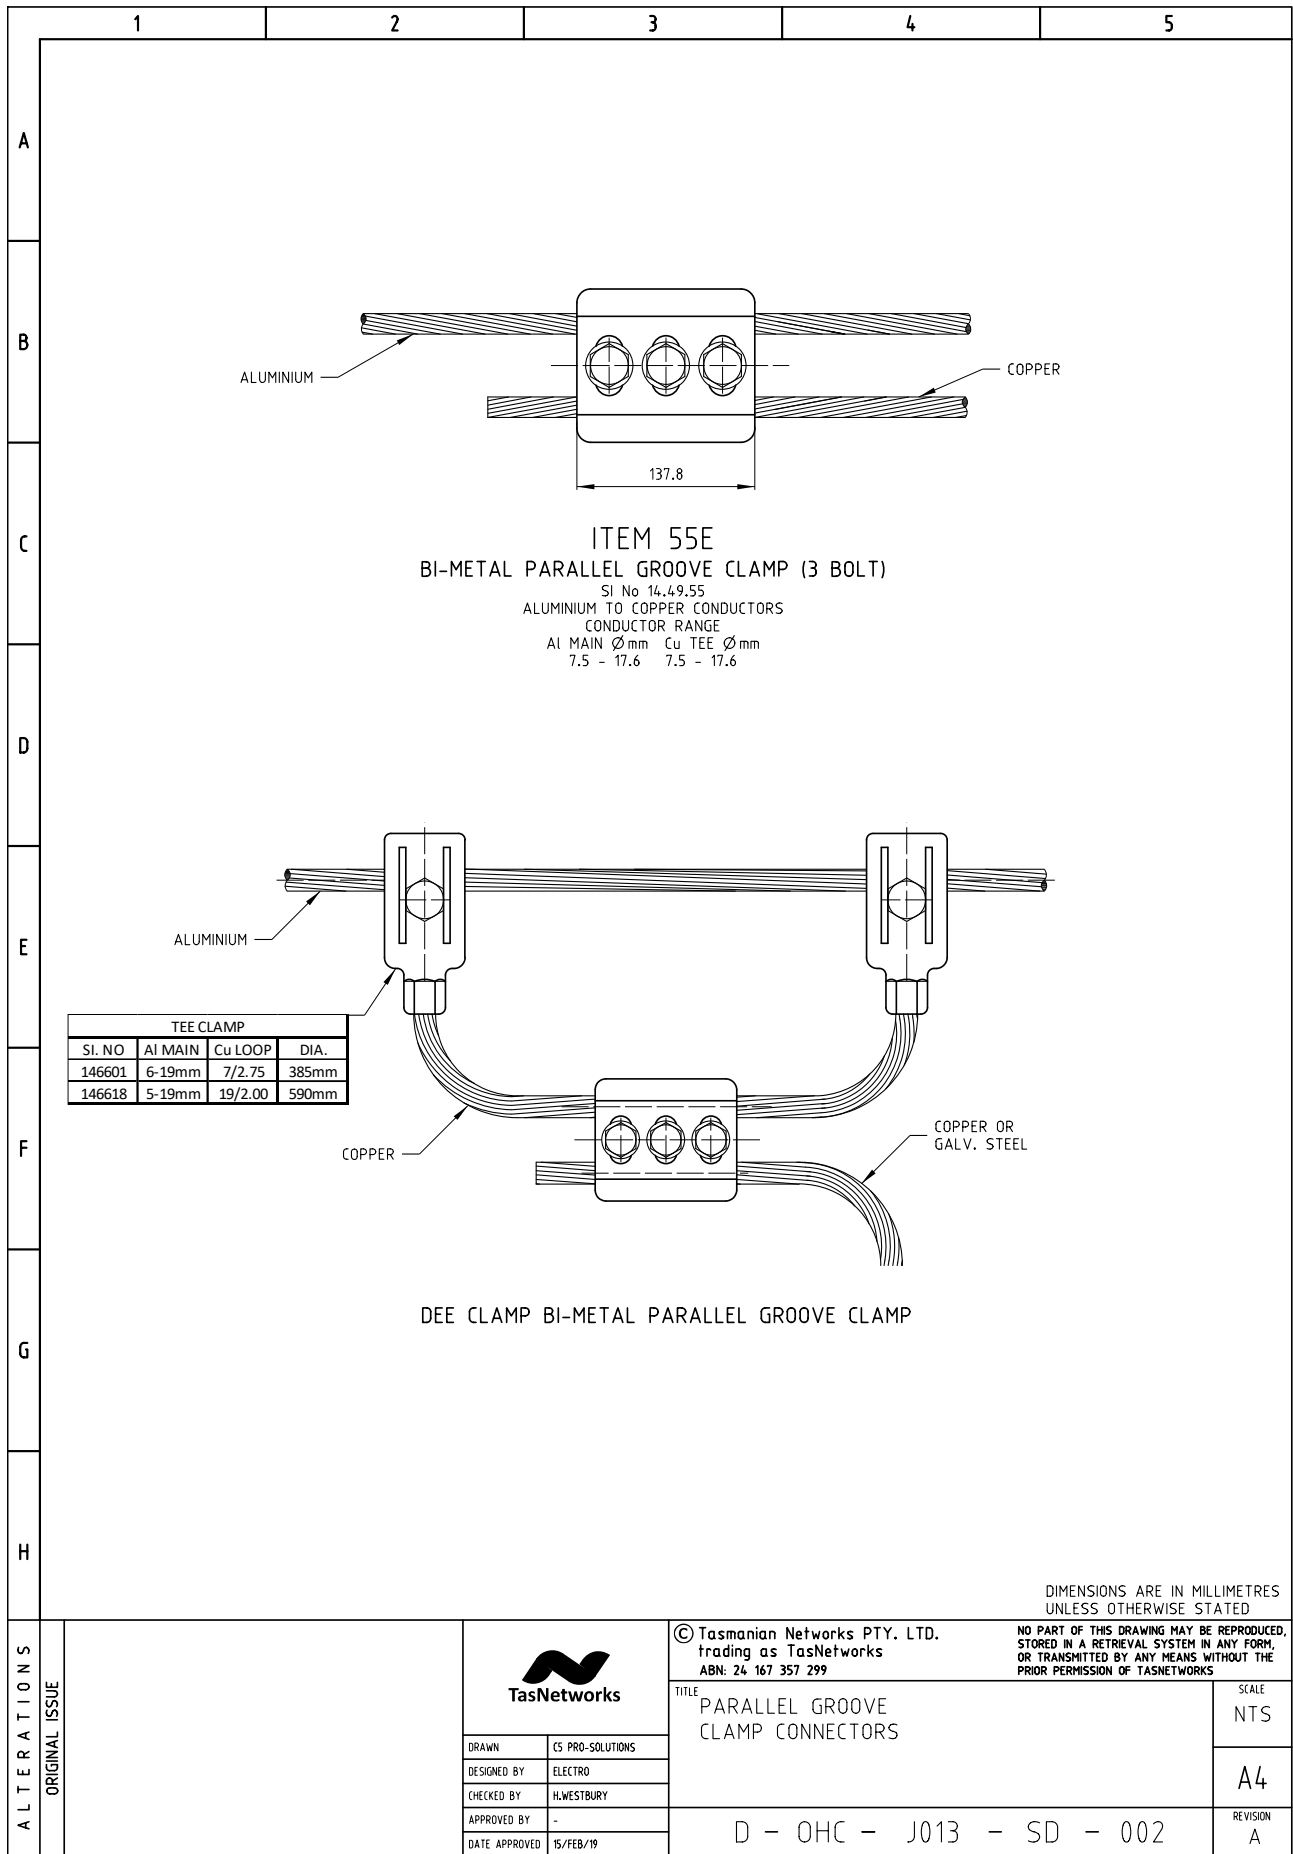 1 2 3 4 5
A
B
C
D
E
F
G
H
ALUMINIUM
COPPER
137.8
ITEM 55E
BI-METAL PARALLEL GROOVE CLAMP (3 BOLT)
SI No 14.49.55
ALUMINIUM TO COPPER CONDUCTORS
CONDUCTOR RANGE
Al MAIN Ømm Cu TEE Ømm
7.5 - 17.6 7.5 - 17.6
ALUMINIUM
TEE CLAMP
SI. NO Al MAIN Cu LOOP DIA.
146601 6-19mm 7/2.75 385mm
146618 5-19mm 19/2.00 590mm
COPPER
COPPER OR
GALV. STEEL
DEE CLAMP BI-METAL PARALLEL GROOVE CLAMP
DIMENSIONS ARE IN MILLIMETRES
UNLESS OTHERWISE STATED
ALTERATIONS
ORIGINAL ISSUE
TasNetworks
DRAWN C5 PRO-SOLUTIONS
DESIGNED BY ELECTRO
CHECKED BY H.WESTBURY
APPROVED BY -
DATE APPROVED 15/FEB/19
© Tasmanian Networks PTY. LTD.
trading as TasNetworks
ABN: 24 167 357 299
NO PART OF THIS DRAWING MAY BE REPRODUCED,
STORED IN A RETRIEVAL SYSTEM IN ANY FORM,
OR TRANSMITTED BY ANY MEANS WITHOUT THE
PRIOR PERMISSION OF TASNETWORKS
TITLE
PARALLEL GROOVE
CLAMP CONNECTORS
SCALE
NTS
A4
D - OHC - J013 - SD - 002
REVISION
A